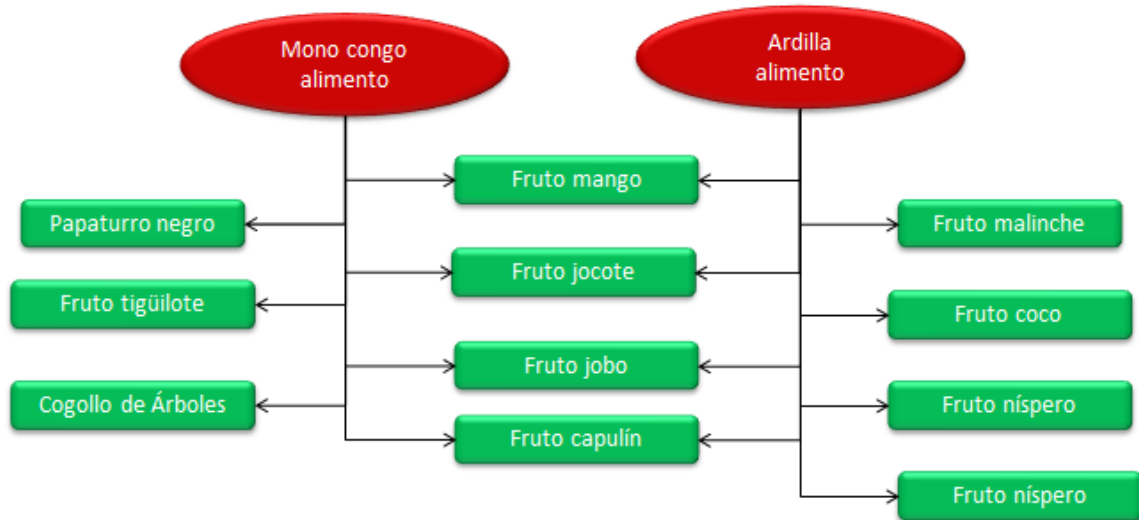 Mono congo
alimento
Ardilla
alimento
Fruto mango
Papaturro negro
Fruto malinche
Fruto jocote
Fruto tigüilote
Fruto coco
Fruto jobo
Cogollo de Árboles
Fruto níspero
Fruto capulín
Fruto níspero